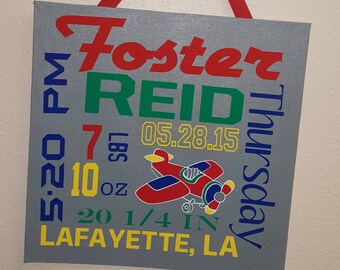 Foster
REID
5:20 PM
7 LBS
10 OZ
05.28.15
Thursday
20 1/4 IN
LAFAYETTE, LA